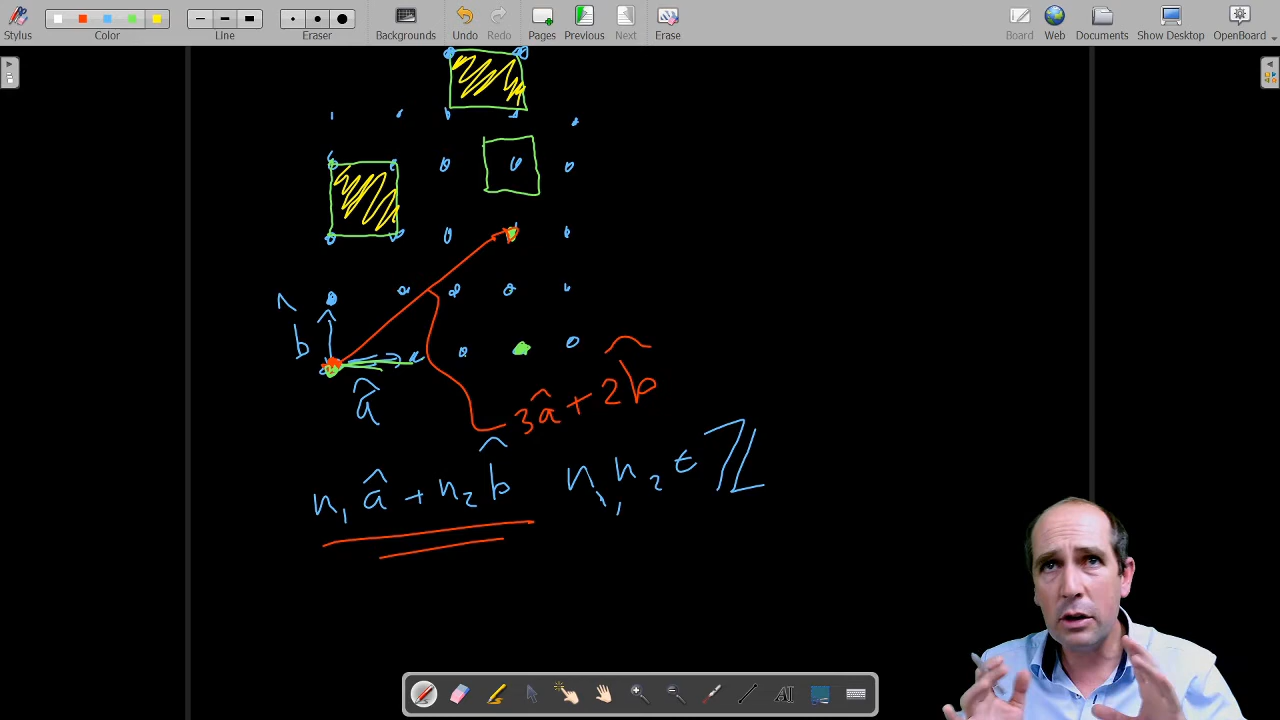 Stylus Color Line Eraser Backgrounds Undo Redo Pages Previous Next Erase Board Web Documents Show Desktop OpenBoard
b̂
â
3â + 2b̂
n₁â + n₂b̂ n₁, n₂ ∈ ℤ
AI